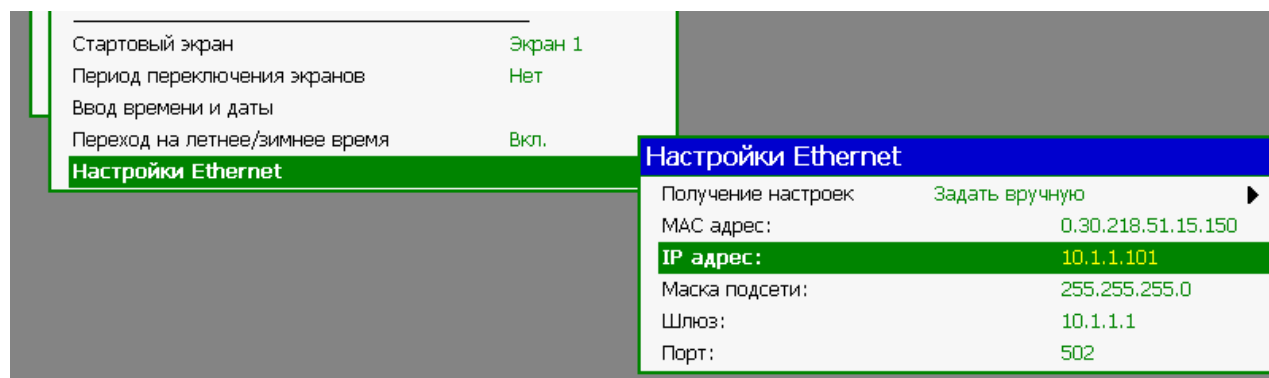 Стартовый экран Экран 1
Период переключения экранов Нет
Ввод времени и даты
Переход на летнее/зимнее время Вкл.
Настройки Ethernet
Настройки Ethernet
Получение настроек Задать вручную
MAC адрес: 0.30.218.51.15.150
IP адрес: 10.1.1.101
Маска подсети: 255.255.255.0
Шлюз: 10.1.1.1
Порт: 502